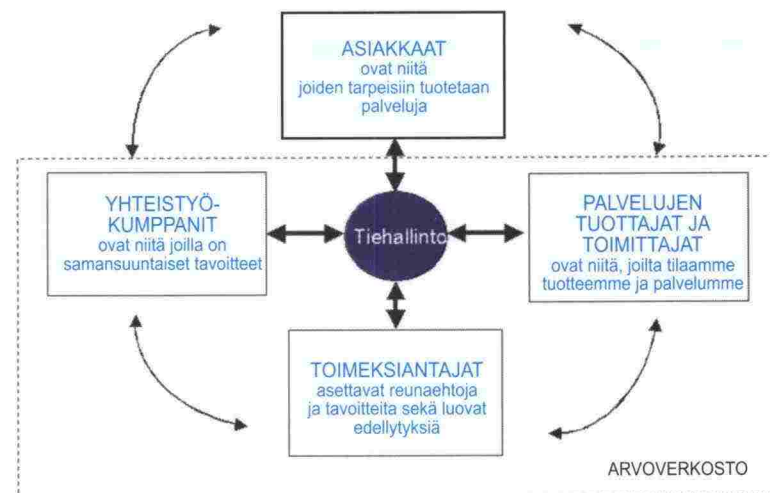 ASIAKKAAT
ovat niitä
joiden tarpeisiin tuotetaan
palveluja
YHTEISTYÖ-
KUMPPANIT
ovat niitä joilla on
samansuuntaiset tavoitteet
Tiehallinto
PALVELUJEN
TUOTTAJAT JA
TOIMITTAJAT
ovat niitä, joilta tilaamme
tuotteemme ja palvelumme
TOIMEKSIANTAJAT
asettavat reunaehtoja
ja tavoitteita sekä luovat
edellytyksiä
ARVOVERKOSTO